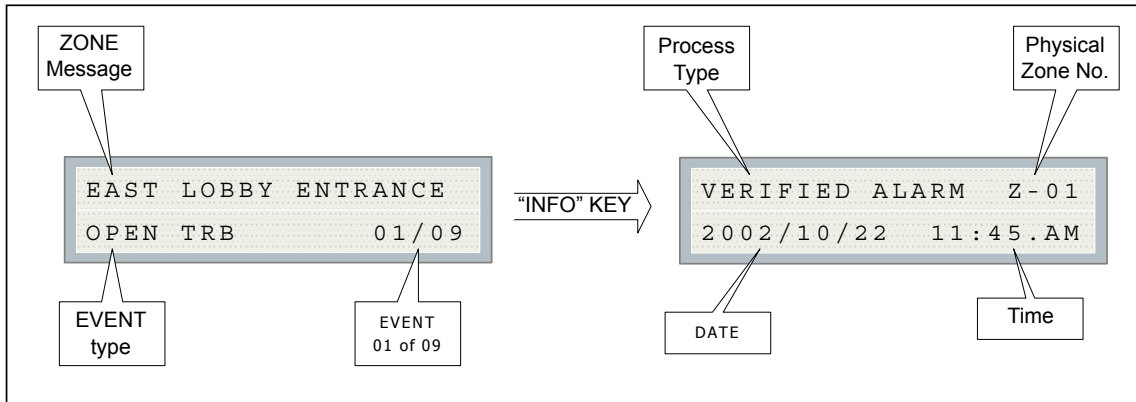 ZONE
Message
EAST LOBBY ENTRANCE
OPEN TRB 01/09
EVENT
type
EVENT
01 of 09
“INFO” KEY
Process
Type
Physical
Zone No.
VERIFIED ALARM Z-01
2002/10/22 11:45.AM
DATE
Time